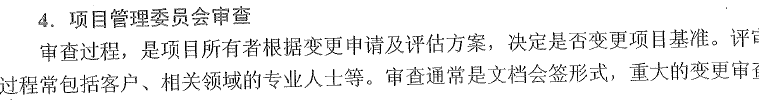 4．项目管理委员会审查
审查过程，是项目所有者根据变更申请及评估方案，决定是否变更项目基准。评审
过程常包括客户、相关领域的专业人士等。审查通常是文档会签形式，重大的变更审查